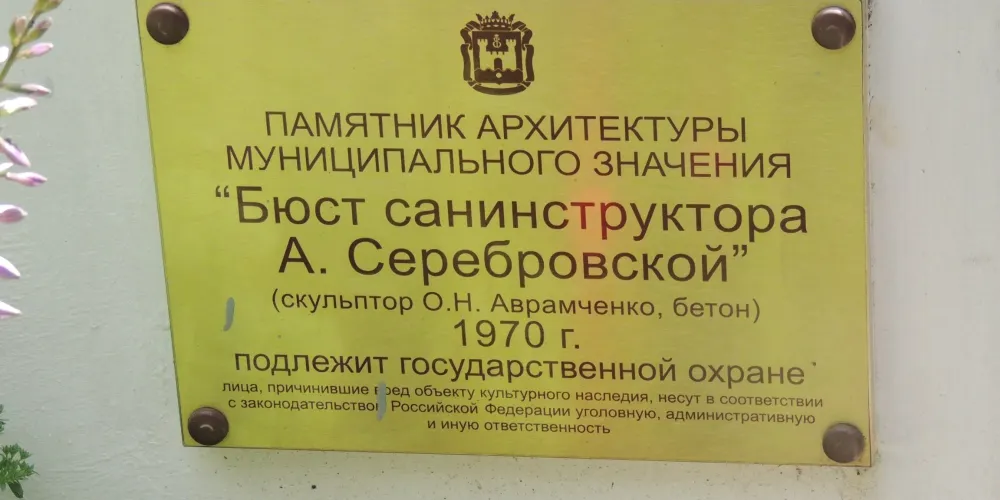 ПАМЯТНИК АРХИТЕКТУРЫ
МУНИЦИПАЛЬНОГО ЗНАЧЕНИЯ
“Бюст санинструктора
А. Серебровской”
(скульптор О.Н. Аврамченко, бетон)
1970 г.
подлежит государственной охране
лица, причинившие вред объекту культурного наследия, несут в соответствии
с законодательством Российской Федерации уголовную, административную
и иную ответственность